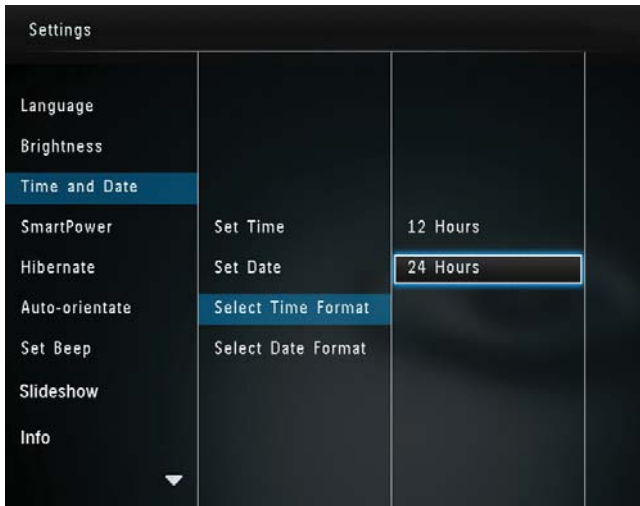 Settings
Language
Brightness
Time and Date
SmartPower
Hibernate
Auto-orientate
Set Beep
Slideshow
Info
Set Time
Set Date
Select Time Format
Select Date Format
12 Hours
24 Hours